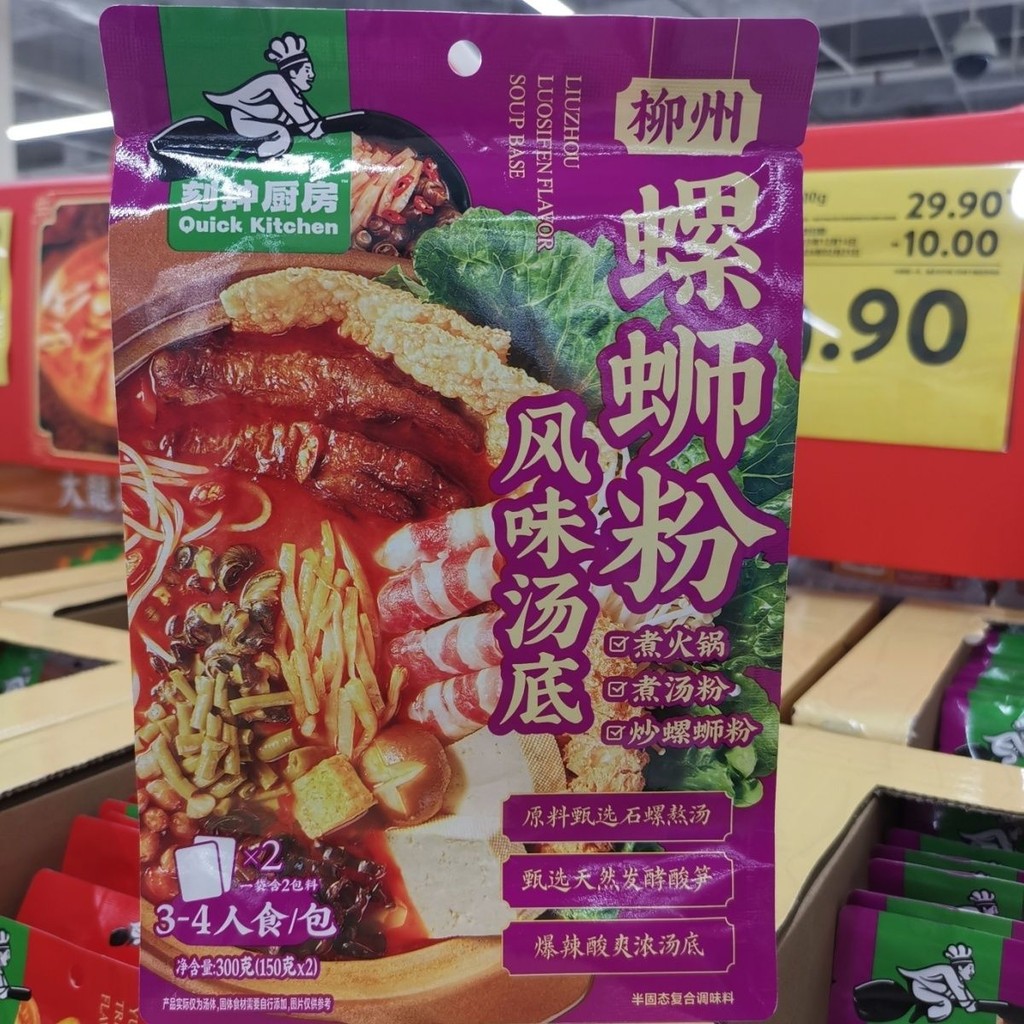 刻钟厨房
Quick Kitchen
LIUZHOU
LUOSIFEN FLAVOR
SOUP BASE
柳州
螺蛳粉
风味汤底
煮火锅
煮汤粉
炒螺蛳粉
原料甄选石螺熬汤
甄选天然发酵酸笋
爆辣酸爽浓汤底
×2
一袋含2包料
3-4人食/包
净含量:300克(150克x2)
产品实际仅为汤体,固体食材需要自行添加,图片仅供参考
半固态复合调味料
29.90
-10.00
.90